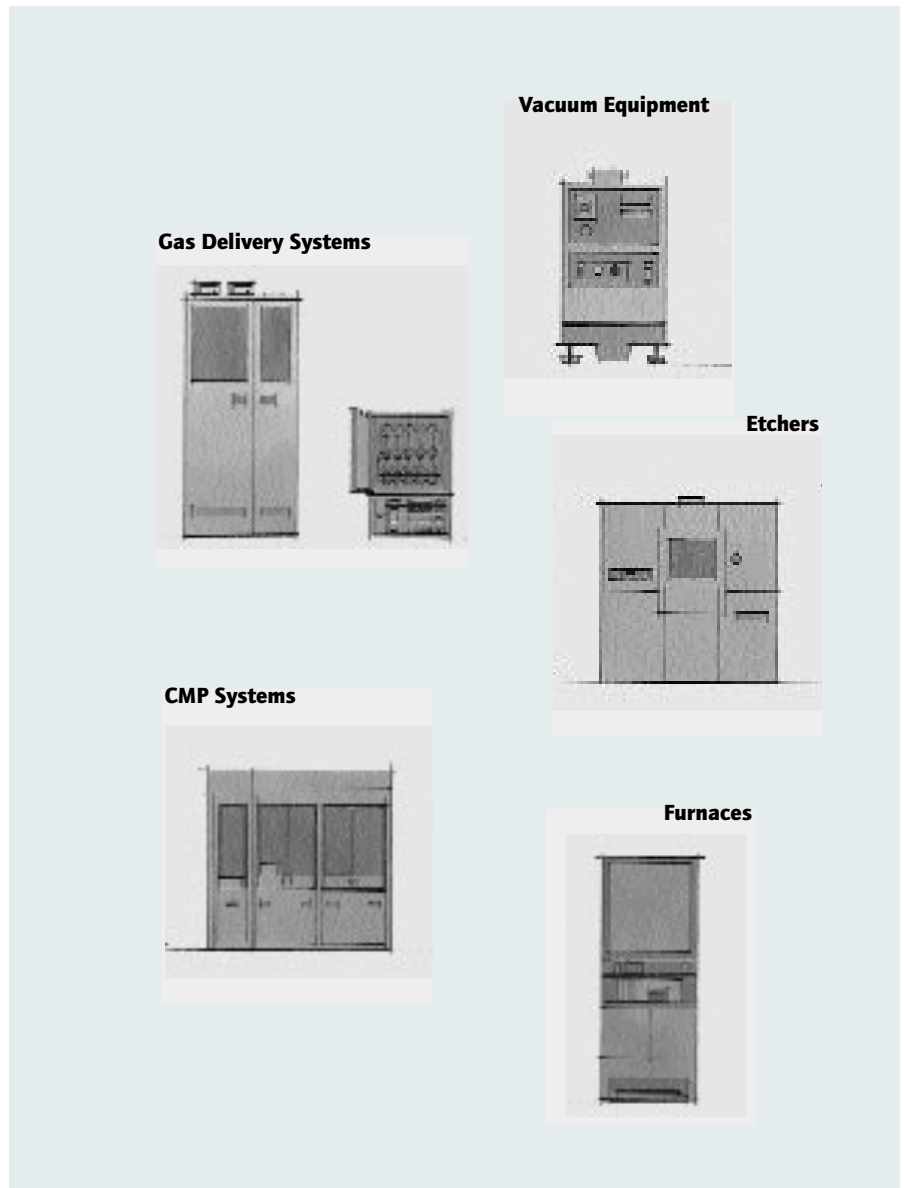 Vacuum Equipment
Gas Delivery Systems
Etchers
CMP Systems
Furnaces